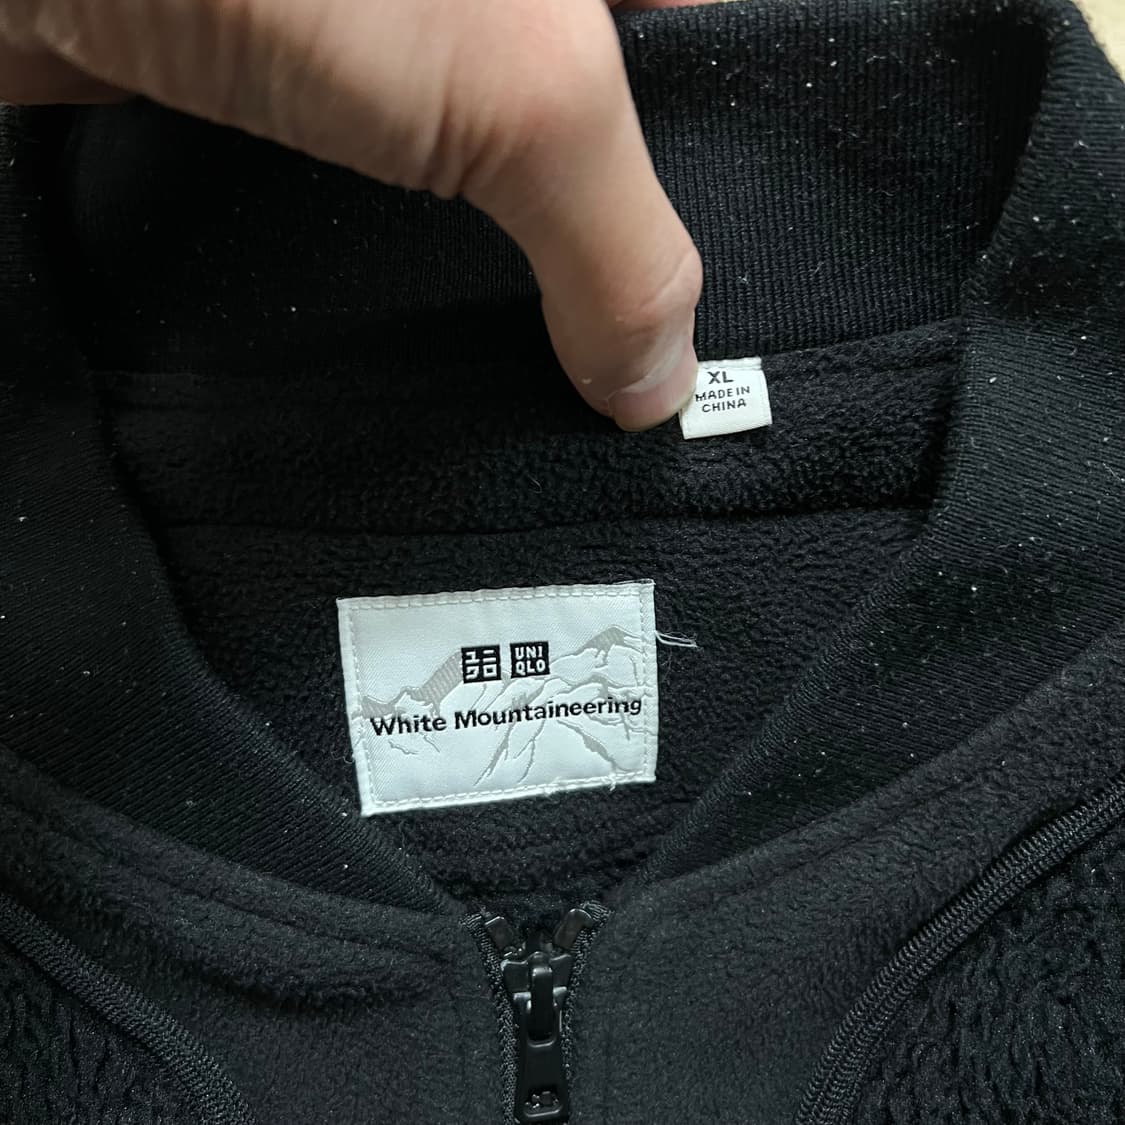 XL
MADE IN
CHINA
ユニ UNI
クロ QLO
White Mountaineering